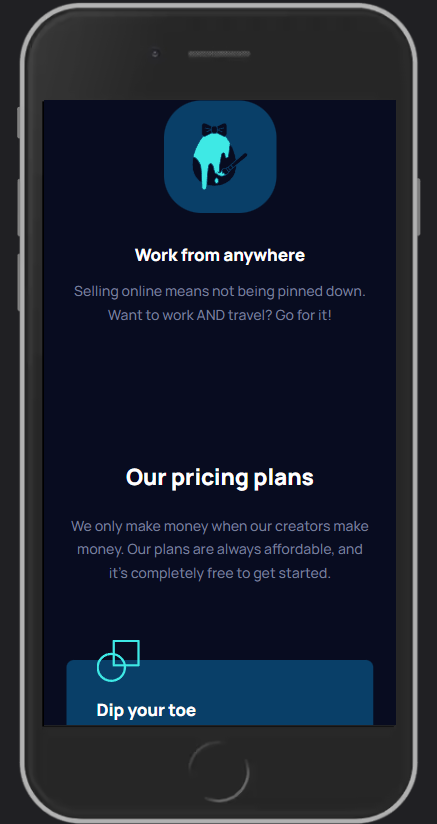 Work from anywhere
Selling online means not being pinned down.
Want to work AND travel? Go for it!
Our pricing plans
We only make money when our creators make
money. Our plans are always affordable, and
it's completely free to get started.
Dip your toe